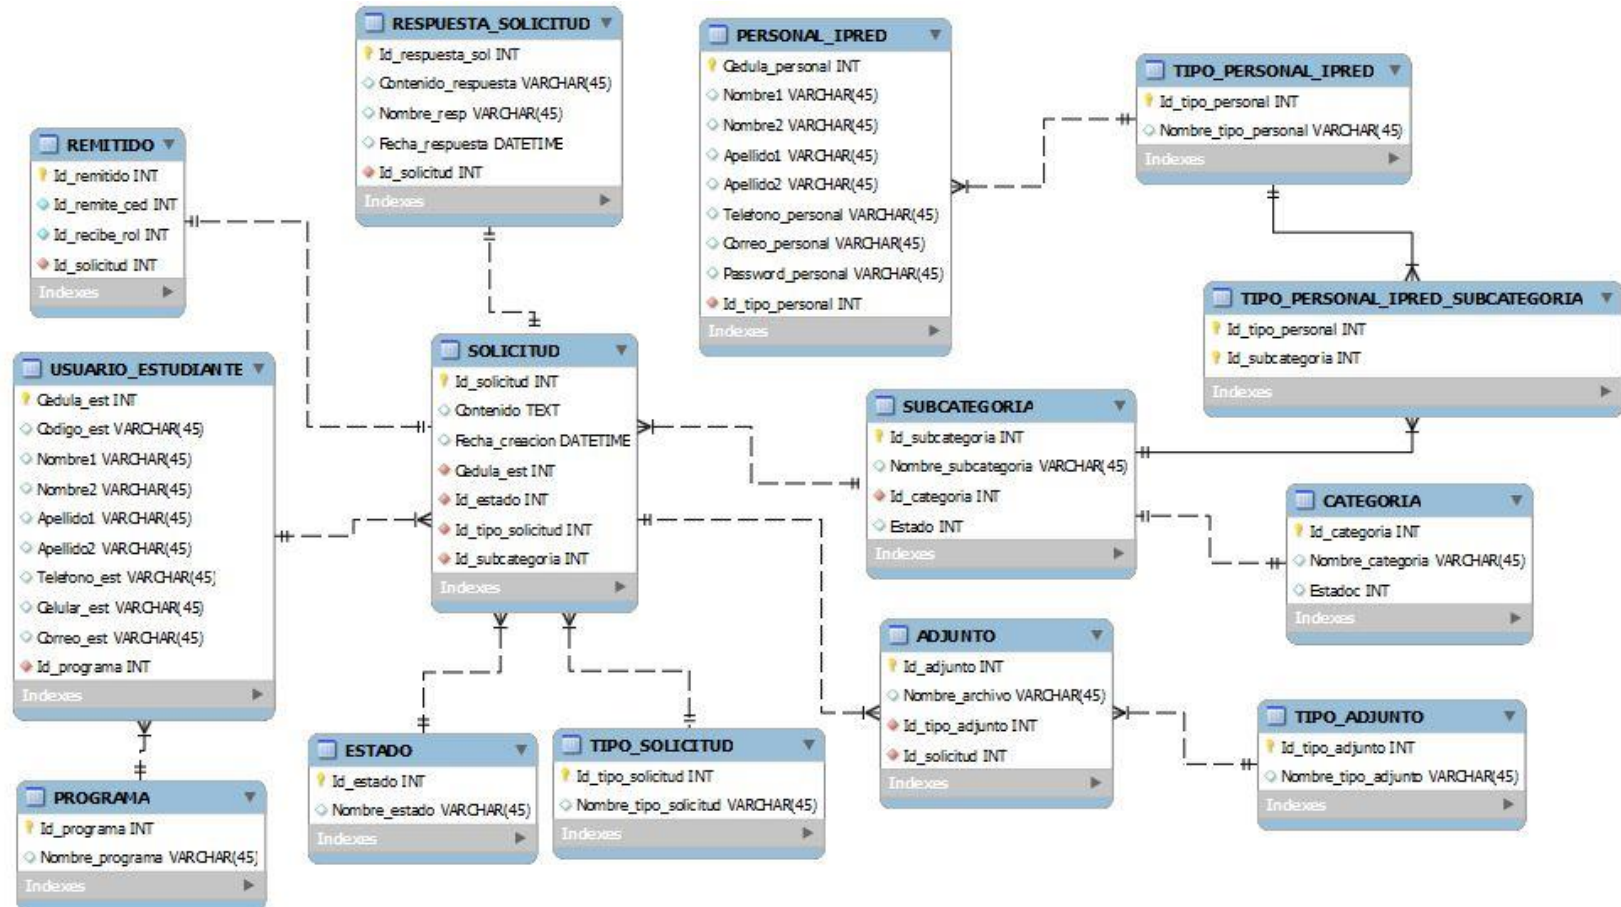 RESPUESTA_SOLICITUD
Id_respuesta_sol INT
Contenido_respuesta VARCHAR(45)
Nombre_resp VARCHAR(45)
Fecha_respuesta DATETIME
Id_solicitud INT
Indexes
PERSONAL_IPRED
Cedula_personal INT
Nombre1 VARCHAR(45)
Nombre2 VARCHAR(45)
Apellido1 VARCHAR(45)
Apellido2 VARCHAR(45)
Telefono_personal VARCHAR(45)
Correo_personal VARCHAR(45)
Password_personal VARCHAR(45)
Id_tipo_personal INT
Indexes
TIPO_PERSONAL_IPRED
Id_tipo_personal INT
Nombre_tipo_personal VARCHAR(45)
Indexes
REMITIDO
Id_remitido INT
Id_remite_ced INT
Id_recibe_rol INT
Id_solicitud INT
Indexes
TIPO_PERSONAL_IPRED_SUBCATEGORIA
Id_tipo_personal INT
Id_subcategoria INT
Indexes
SOLICITUD
Id_solicitud INT
Contenido TEXT
Fecha_creacion DATETIME
Cedula_est INT
Id_estado INT
Id_tipo_solicitud INT
Id_subcategoria INT
Indexes
USUARIO_ESTUDIANTE
Cedula_est INT
Codigo_est VARCHAR(45)
Nombre1 VARCHAR(45)
Nombre2 VARCHAR(45)
Apellido1 VARCHAR(45)
Apellido2 VARCHAR(45)
Telefono_est VARCHAR(45)
Celular_est VARCHAR(45)
Correo_est VARCHAR(45)
Id_programa INT
Indexes
SUBCATEGORIA
Id_subcategoria INT
Nombre_subcategoria VARCHAR(45)
Id_categoria INT
Estado INT
Indexes
CATEGORIA
Id_categoria INT
Nombre_categoria VARCHAR(45)
Estadoc INT
Indexes
ADJUNTO
Id_adjunto INT
Nombre_archivo VARCHAR(45)
Id_tipo_adjunto INT
Id_solicitud INT
Indexes
TIPO_ADJUNTO
Id_tipo_adjunto INT
Nombre_tipo_adjunto VARCHAR(45)
Indexes
ESTADO
Id_estado INT
Nombre_estado VARCHAR(45)
Indexes
TIPO_SOLICITUD
Id_tipo_solicitud INT
Nombre_tipo_solicitud VARCHAR(45)
Indexes
PROGRAMA
Id_programa INT
Nombre_programa VARCHAR(45)
Indexes